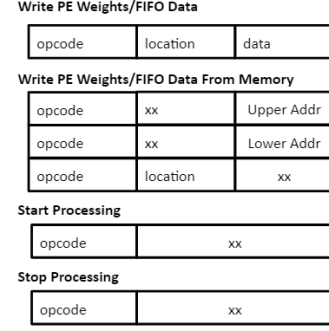 Write PE Weights/FIFO Data
opcode location data
Write PE Weights/FIFO Data From Memory
opcode xx Upper Addr
opcode xx Lower Addr
opcode location xx
Start Processing
opcode xx
Stop Processing
opcode xx